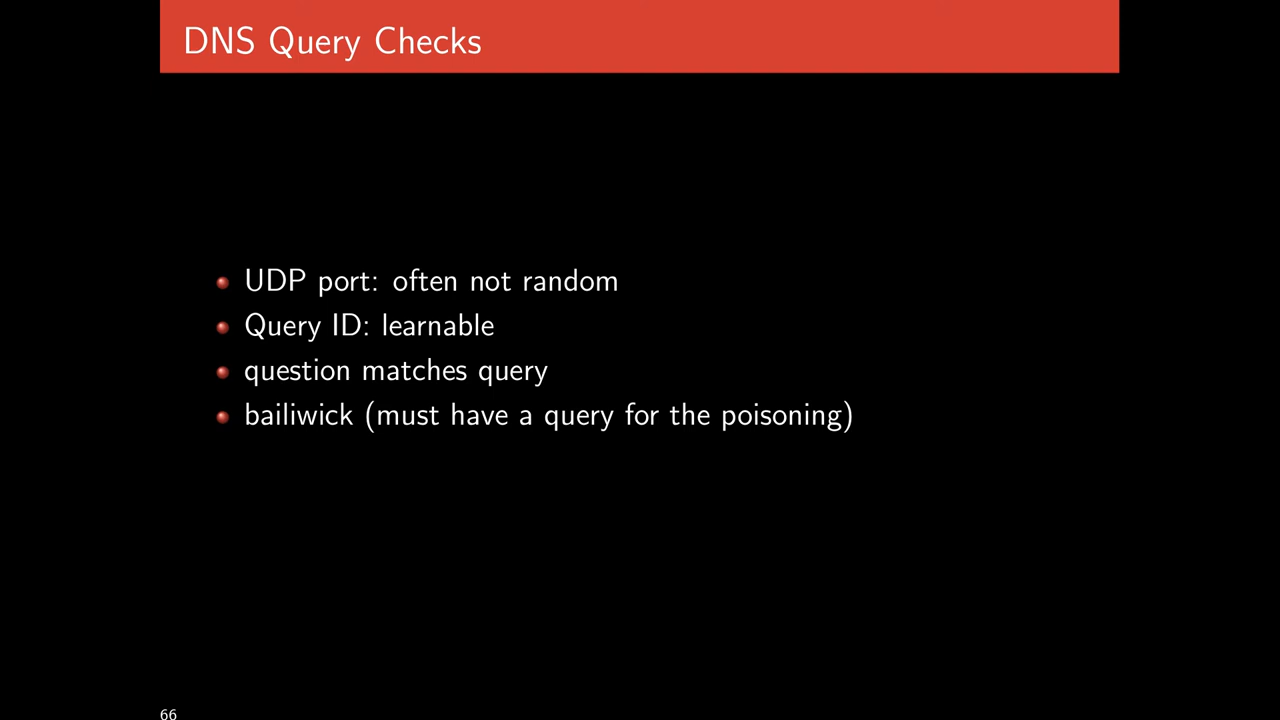 DNS Query Checks
UDP port: often not random
Query ID: learnable
question matches query
bailiwick (must have a query for the poisoning)
66